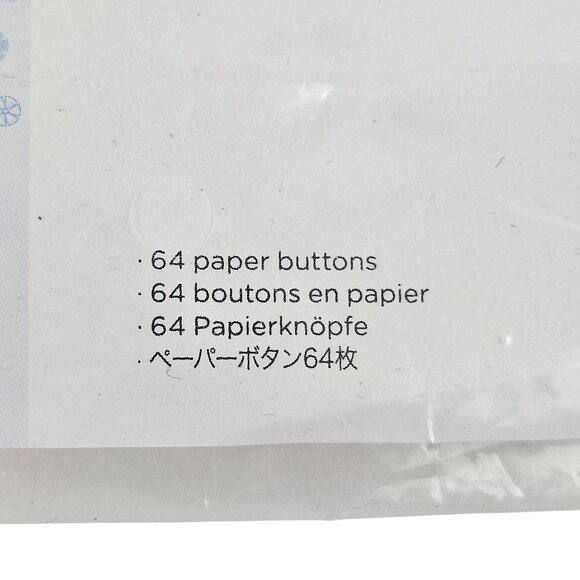 · 64 paper buttons
· 64 boutons en papier
· 64 Papierknöpfe
· ペーパーボタン64枚